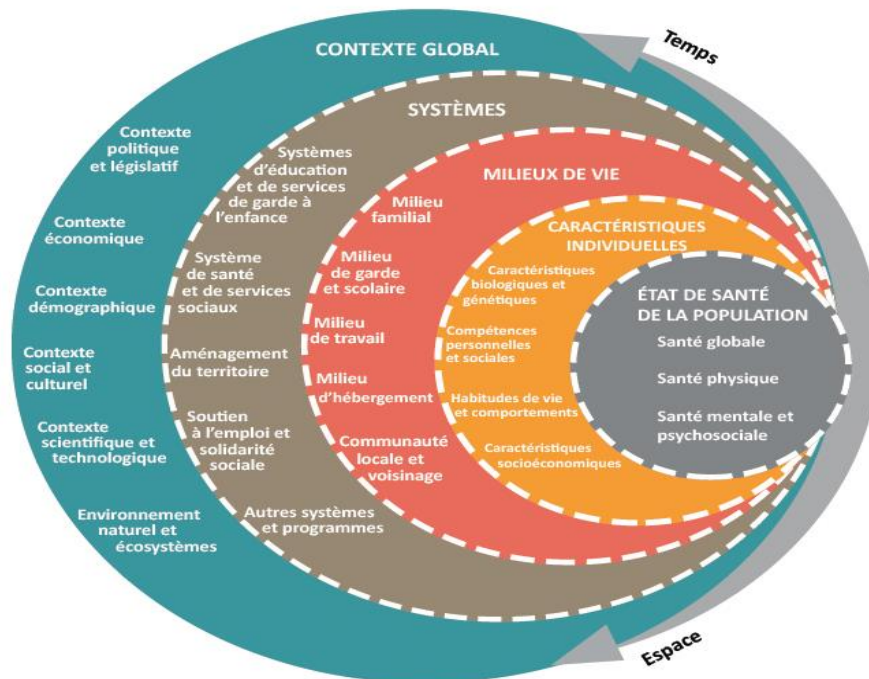 Temps
CONTEXTE GLOBAL
Contexte
politique
et législatif
Contexte
économique
Contexte
démographique
Contexte
social et
culturel
Contexte
scientifique et
technologique
Environnement
naturel et
écosystèmes
SYSTÈMES
Systèmes
d'éducation
et de services
de garde à
l'enfance
Système
de santé
et de services
sociaux
Aménagement
du territoire
Soutien
à l'emploi et
solidarité
sociale
Autres systèmes
et programmes
MILIEUX DE VIE
Milieu
familial
Milieu
de garde
et scolaire
Milieu
de travail
Milieu
d'hébergement
Communauté
locale et
voisinage
CARACTÉRISTIQUES
INDIVIDUELLES
Caractéristiques
biologiques et
génétiques
Compétences
personnelles
et sociales
Habitudes de vie
et comportements
Caractéristiques
socioéconomiques
ÉTAT DE SANTÉ
DE LA POPULATION
Santé globale
Santé physique
Santé mentale et
psychosociale
Espace